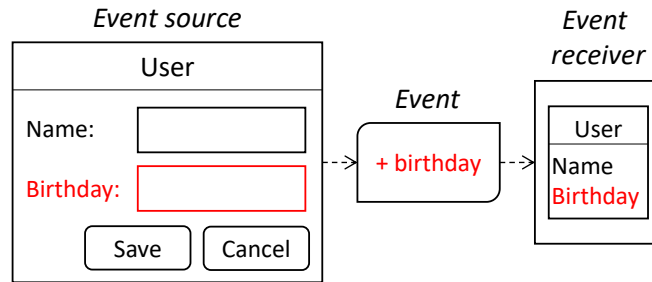 Event source
User
Name:
Birthday:
Save
Cancel
Event
+ birthday
Event
receiver
User
Name
Birthday